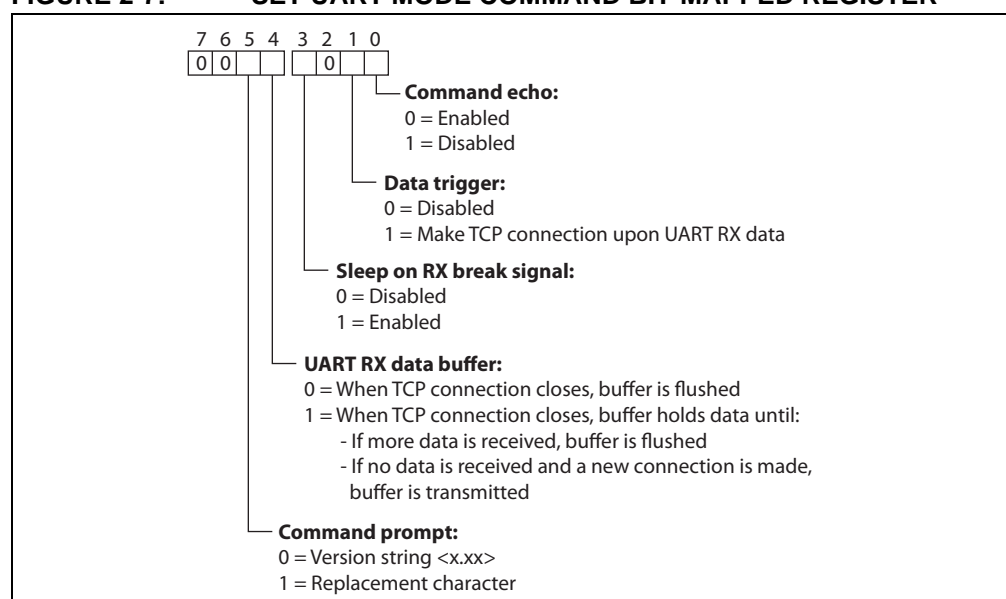 FIGURE 2-7: SET UART MODE COMMAND BIT-MAPPED REGISTER
7 6 5 4 3 2 1 0
0 0 0
Command echo:
0 = Enabled
1 = Disabled
Data trigger:
0 = Disabled
1 = Make TCP connection upon UART RX data
Sleep on RX break signal:
0 = Disabled
1 = Enabled
UART RX data buffer:
0 = When TCP connection closes, buffer is flushed
1 = When TCP connection closes, buffer holds data until:
- If more data is received, buffer is flushed
- If no data is received and a new connection is made,
buffer is transmitted
Command prompt:
0 = Version string <x.xx>
1 = Replacement character